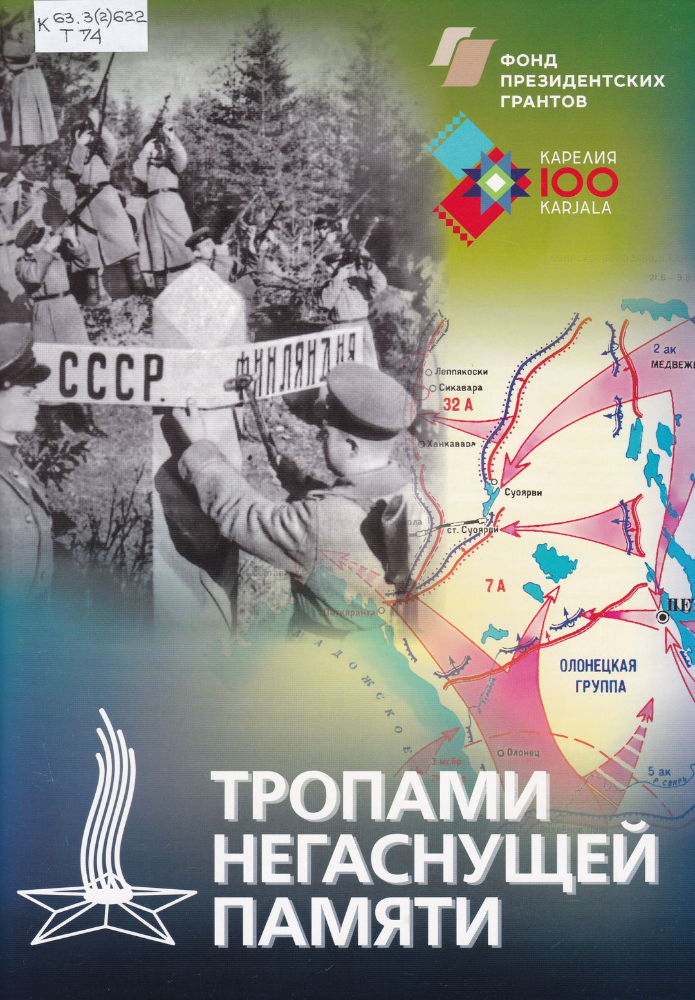 К 63.3(2)622
Т 74
ФОНД
ПРЕЗИДЕНТСКИХ
ГРАНТОВ
КАРЕЛИЯ
100
KARJALA
21.6 – 9.8.
2 ак
МЕДВЕЖЬ
СССР.
ФИНЛЯНДИЯ
Леппякоски
Сикавара
32 А
Ханкавара
Суоярви
ст. Суоярви
7 А
Питкяранта
ПЕ
ЛАДОЖСКОЕ
ОЛОНЕЦКАЯ
ГРУППА
Олонец
3 мсбр
5 ак
Р. СВИРЬ
ТРОПАМИ
НЕГАСНУЩЕЙ
ПАМЯТИ